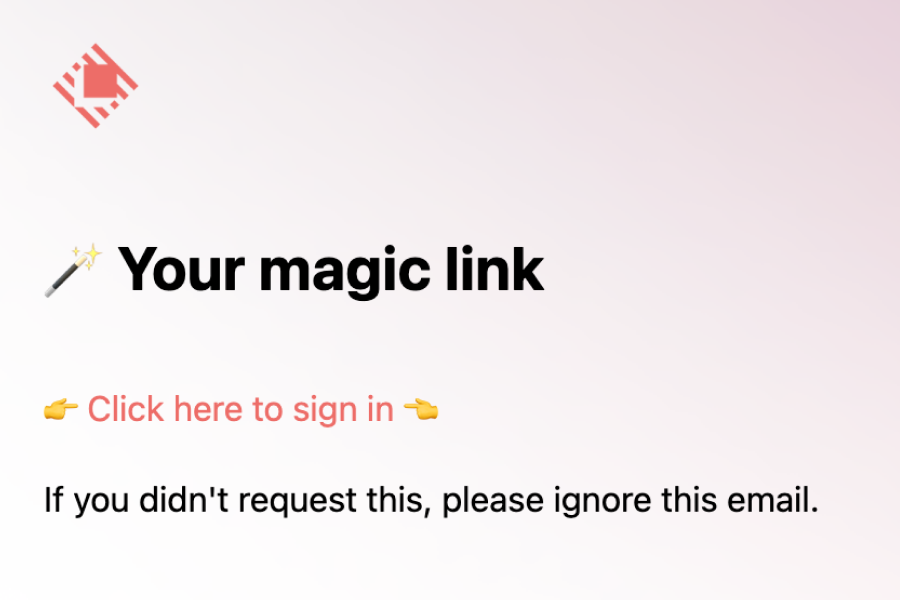 🪄 Your magic link
👉 Click here to sign in 👈
If you didn't request this, please ignore this email.